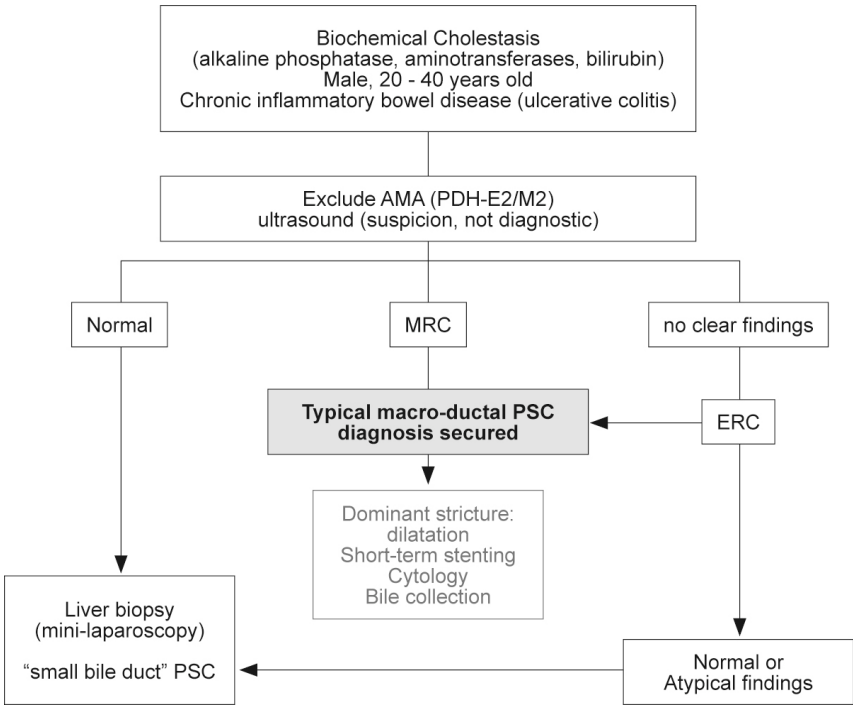 Biochemical Cholestasis
(alkaline phosphatase, aminotransferases, bilirubin)
Male, 20 - 40 years old
Chronic inflammatory bowel disease (ulcerative colitis)
Exclude AMA (PDH-E2/M2)
ultrasound (suspicion, not diagnostic)
Normal
MRC
no clear findings
Typical macro-ductal PSC
diagnosis secured
ERC
Dominant stricture:
dilatation
Short-term stenting
Cytology
Bile collection
Liver biopsy
(mini-laparoscopy)
“small bile duct” PSC
Normal or
Atypical findings